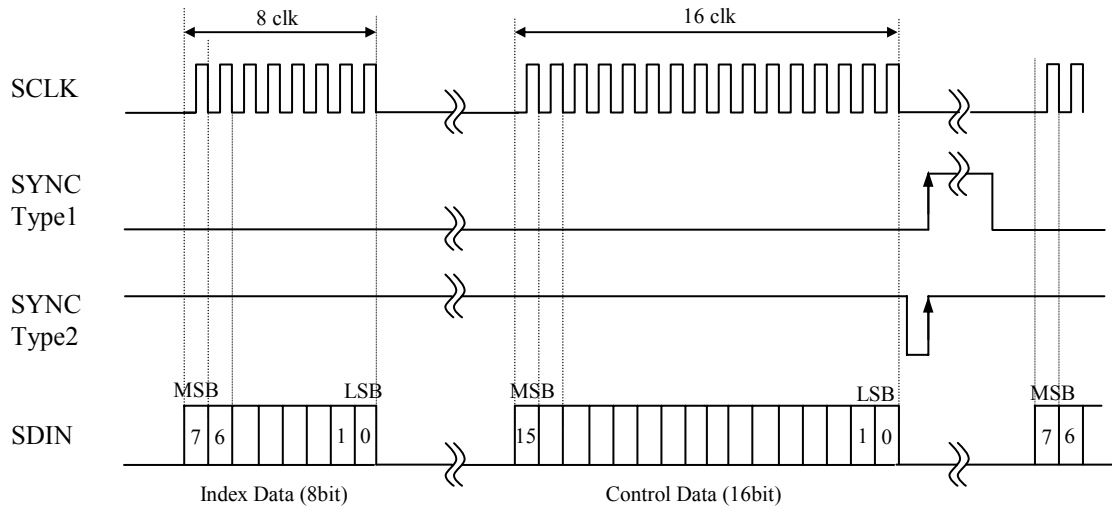 8 clk
16 clk
SCLK
SYNC
Type1
SYNC
Type2
MSB
LSB
MSB
LSB
MSB
SDIN
7 6 1 0
15 1 0
7 6
Index Data (8bit)
Control Data (16bit)